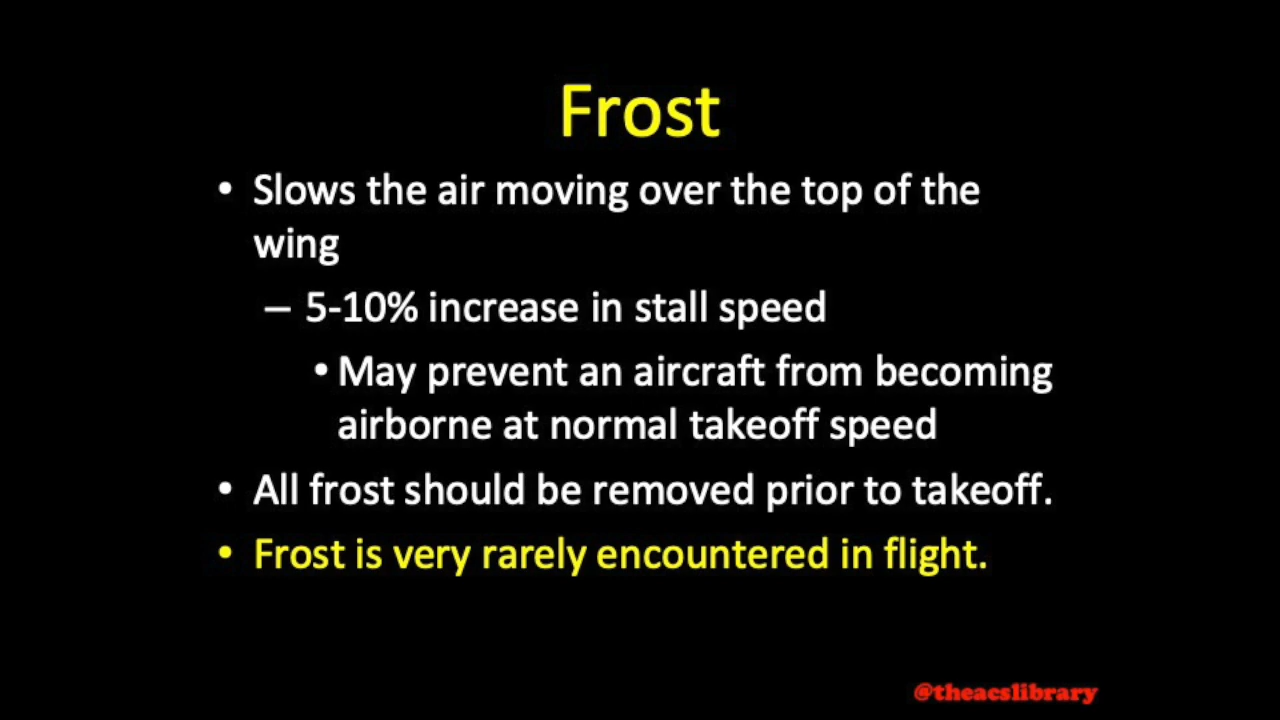 Frost
• Slows the air moving over the top of the
wing
– 5-10% increase in stall speed
• May prevent an aircraft from becoming
airborne at normal takeoff speed
• All frost should be removed prior to takeoff.
• Frost is very rarely encountered in flight.
@theacslibrary